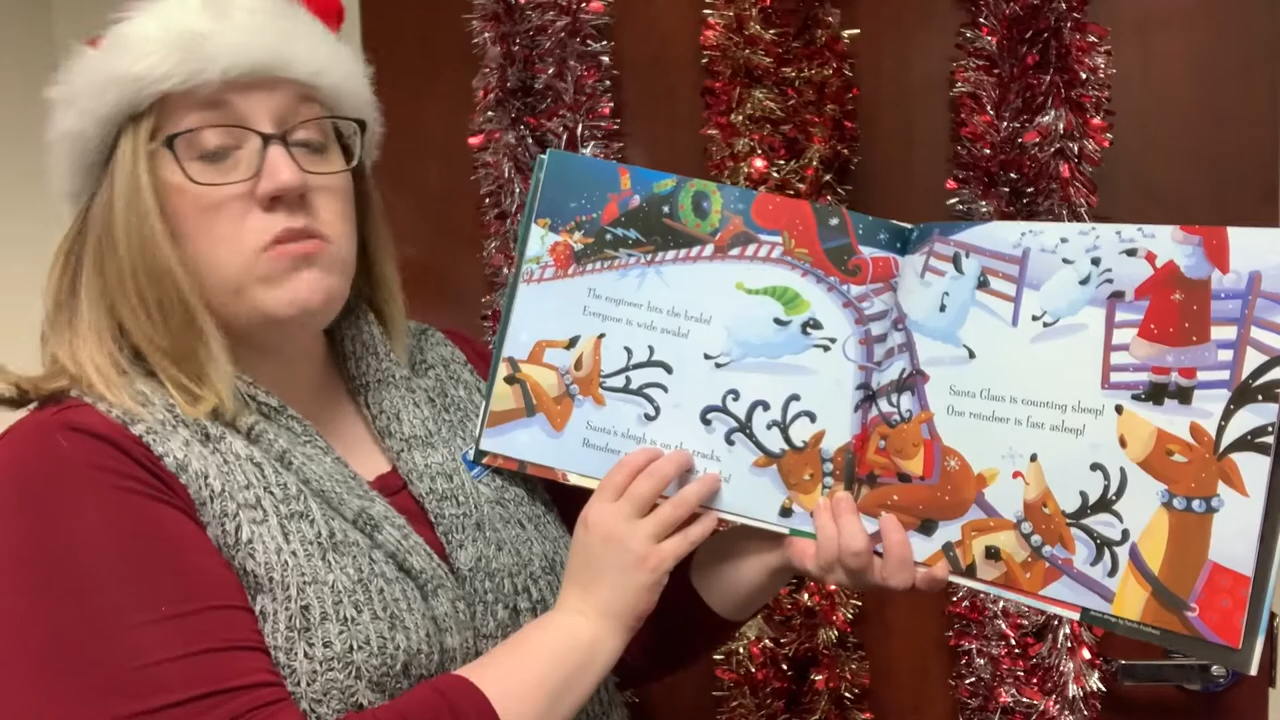 The engineer hits the brake!
Everyone is wide awake!
Santa's sleigh is on the tracks.
Reindeer
Santa Claus is counting sheep!
One reindeer is fast asleep!